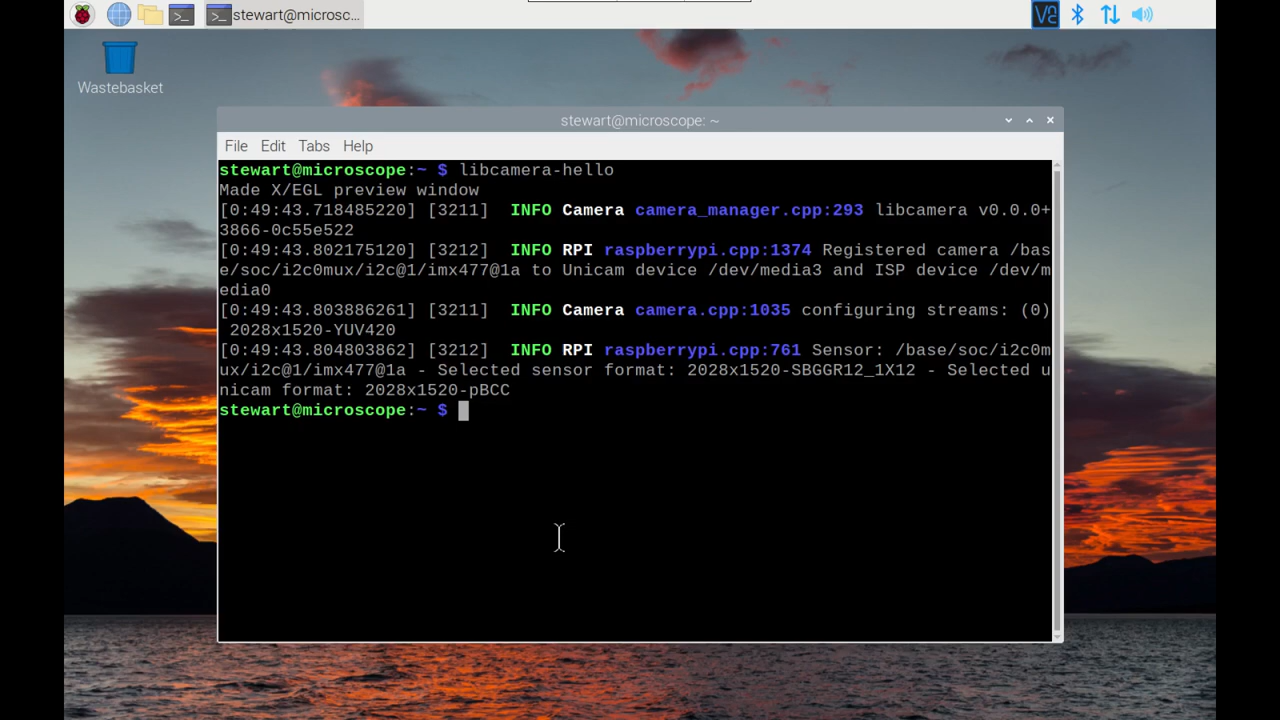 stewart@microsc...
Wastebasket
stewart@microscope: ~
File Edit Tabs Help
stewart@microscope:~ $ libcamera-hello
Made X/EGL preview window
[0:49:43.718485220] [3211]  INFO Camera camera_manager.cpp:293 libcamera v0.0.0+
3866-0c55e522
[0:49:43.802175120] [3212]  INFO RPI raspberrypi.cpp:1374 Registered camera /bas
e/soc/i2c0mux/i2c@1/imx477@1a to Unicam device /dev/media3 and ISP device /dev/m
edia0
[0:49:43.803886261] [3211]  INFO Camera camera.cpp:1035 configuring streams: (0)
 2028x1520-YUV420
[0:49:43.804803862] [3212]  INFO RPI raspberrypi.cpp:761 Sensor: /base/soc/i2c0m
ux/i2c@1/imx477@1a - Selected sensor format: 2028x1520-SBGGR12_1X12 - Selected u
nicam format: 2028x1520-pBCC
stewart@microscope:~ $